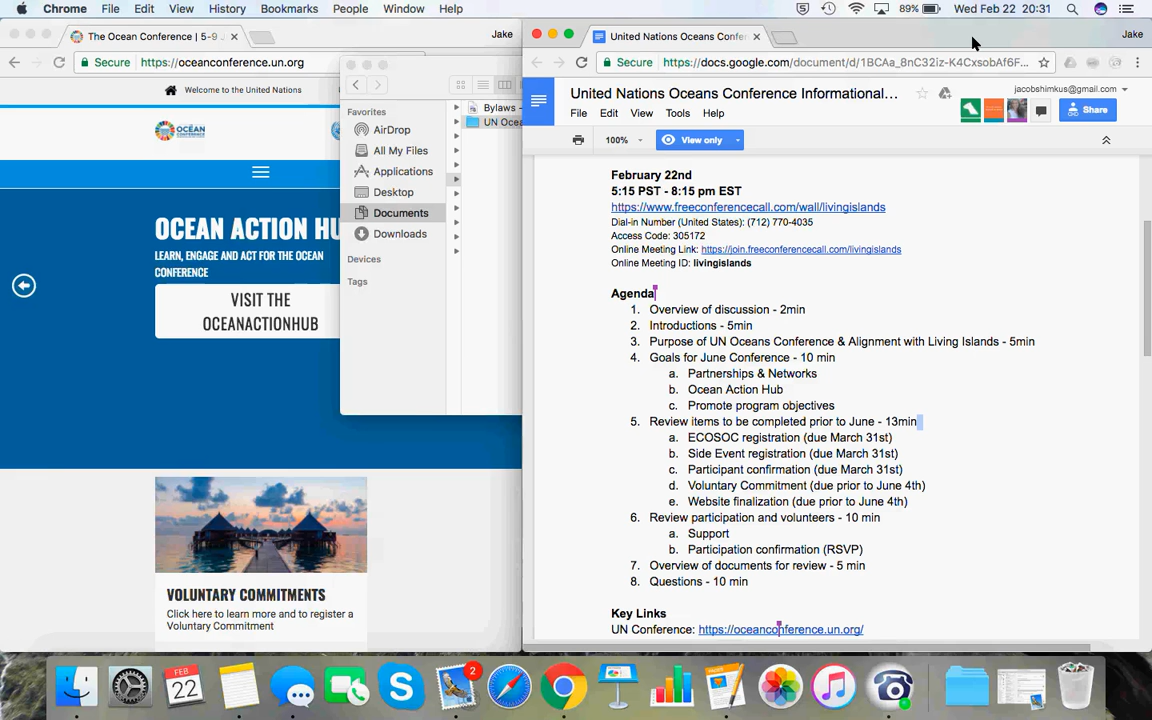 Chrome File Edit View History Bookmarks People Window Help
89% Wed Feb 22 20:31
The Ocean Conference | 5-9
Jake
Secure https://oceanconference.un.org
Welcome to the United Nations
OCEAN
CONFERENCE
OCEAN ACTION HU
LEARN, ENGAGE AND ACT FOR THE OCEAN
CONFERENCE
VISIT THE
OCEANACTIONHUB
VOLUNTARY COMMITMENTS
Click here to learn more and to register a
Voluntary Commitment
Favorites
AirDrop
All My Files
Applications
Desktop
Documents
Downloads
Devices
Tags
Bylaws -
UN Ocea
United Nations Oceans Confer
Jake
Secure https://docs.google.com/document/d/1BCAa_8nC32iz-K4CxsobAf6F...
United Nations Oceans Conference Informational...
jacobshimkus@gmail.com
File Edit View Tools Help
Share
100% View only
February 22nd
5:15 PST - 8:15 pm EST
https://www.freeconferencecall.com/wall/livingislands
Dial-in Number (United States): (712) 770-4035
Access Code: 305172
Online Meeting Link: https://join.freeconferencecall.com/livingislands
Online Meeting ID: livingislands
Agenda
1. Overview of discussion - 2min
2. Introductions - 5min
3. Purpose of UN Oceans Conference & Alignment with Living Islands - 5min
4. Goals for June Conference - 10 min
a. Partnerships & Networks
b. Ocean Action Hub
c. Promote program objectives
5. Review items to be completed prior to June - 13min
a. ECOSOC registration (due March 31st)
b. Side Event registration (due March 31st)
c. Participant confirmation (due March 31st)
d. Voluntary Commitment (due prior to June 4th)
e. Website finalization (due prior to June 4th)
6. Review participation and volunteers - 10 min
a. Support
b. Participation confirmation (RSVP)
7. Overview of documents for review - 5 min
8. Questions - 10 min
Key Links
UN Conference: https://oceanconference.un.org/
FEB
22
2